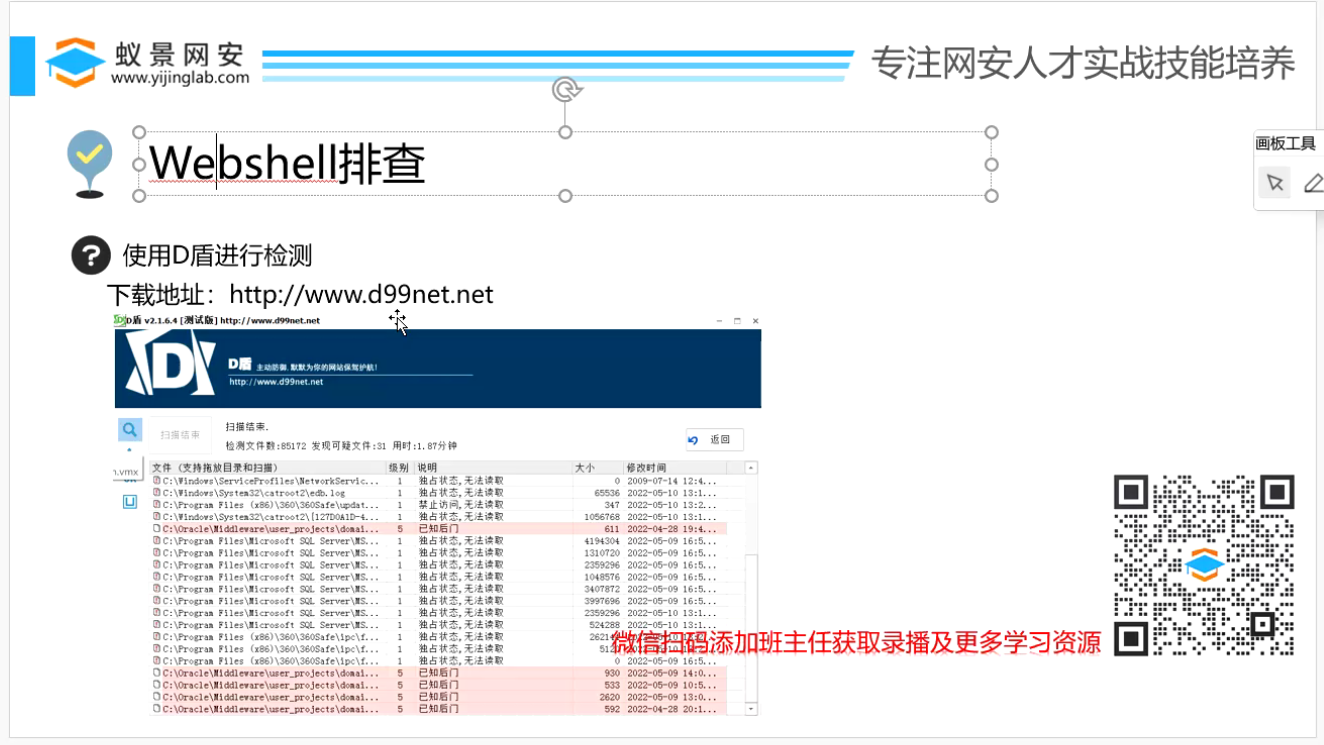 蚁景网安
www.yijinglab.com
专注网安人才实战技能培养
Webshell排查
画板工具
?
使用D盾进行检测
下载地址：http://www.d99net.net
D盾 v2.1.6.4 [测试版] http://www.d99net.net
D盾 主动防御,默默为你的网站保驾护航!
http://www.d99net.net
扫描结束
扫描结束.
检测文件数:85172 发现可疑文件:31 用时:1.87分钟
返回
n.vmx
文件 (支持拖放目录和扫描) 级别 说明 大小 修改时间
C:\Windows\ServiceProfiles\NetworkServic... 1 独占状态,无法读取 0 2009-07-14 12:4...
C:\Windows\System32\catroot2\edb.log 1 独占状态,无法读取 65536 2022-05-10 13:1...
C:\Program Files (x86)\360\360Safe\updat... 1 禁止访问,无法读取 347 2022-05-10 13:2...
C:\Windows\System32\catroot2\{127D0A1D-4... 1 独占状态,无法读取 1056768 2022-05-10 13:1...
C:\Oracle\Middleware\user_projects\domai... 5 已知后门 611 2022-04-28 19:4...
C:\Program Files\Microsoft SQL Server\MS... 1 独占状态,无法读取 4194304 2022-05-09 16:5...
C:\Program Files\Microsoft SQL Server\MS... 1 独占状态,无法读取 1310720 2022-05-09 16:5...
C:\Program Files\Microsoft SQL Server\MS... 1 独占状态,无法读取 2359296 2022-05-09 16:5...
C:\Program Files\Microsoft SQL Server\MS... 1 独占状态,无法读取 1048576 2022-05-09 16:5...
C:\Program Files\Microsoft SQL Server\MS... 1 独占状态,无法读取 3407872 2022-05-09 16:5...
C:\Program Files\Microsoft SQL Server\MS... 1 独占状态,无法读取 3997696 2022-05-09 16:5...
C:\Program Files\Microsoft SQL Server\MS... 1 独占状态,无法读取 2359296 2022-05-10 13:1...
C:\Program Files\Microsoft SQL Server\MS... 1 独占状态,无法读取 524288 2022-05-10 13:1...
C:\Program Files (x86)\360\360Safe\ipc\f... 1 独占状态,无法读取
C:\Program Files (x86)\360\360Safe\ipc\f... 1 独占状态,无法读取
C:\Program Files (x86)\360\360Safe\ipc\f... 1 独占状态,无法读取 0 2022-05-09 16:5...
C:\Oracle\Middleware\user_projects\domai... 5 已知后门 930 2022-05-09 14:0...
C:\Oracle\Middleware\user_projects\domai... 5 已知后门 533 2022-05-09 10:5...
C:\Oracle\Middleware\user_projects\domai... 5 已知后门 2620 2022-05-09 13:0...
C:\Oracle\Middleware\user_projects\domai... 5 已知后门 592 2022-04-28 20:1...
微信扫码添加班主任获取录播及更多学习资源